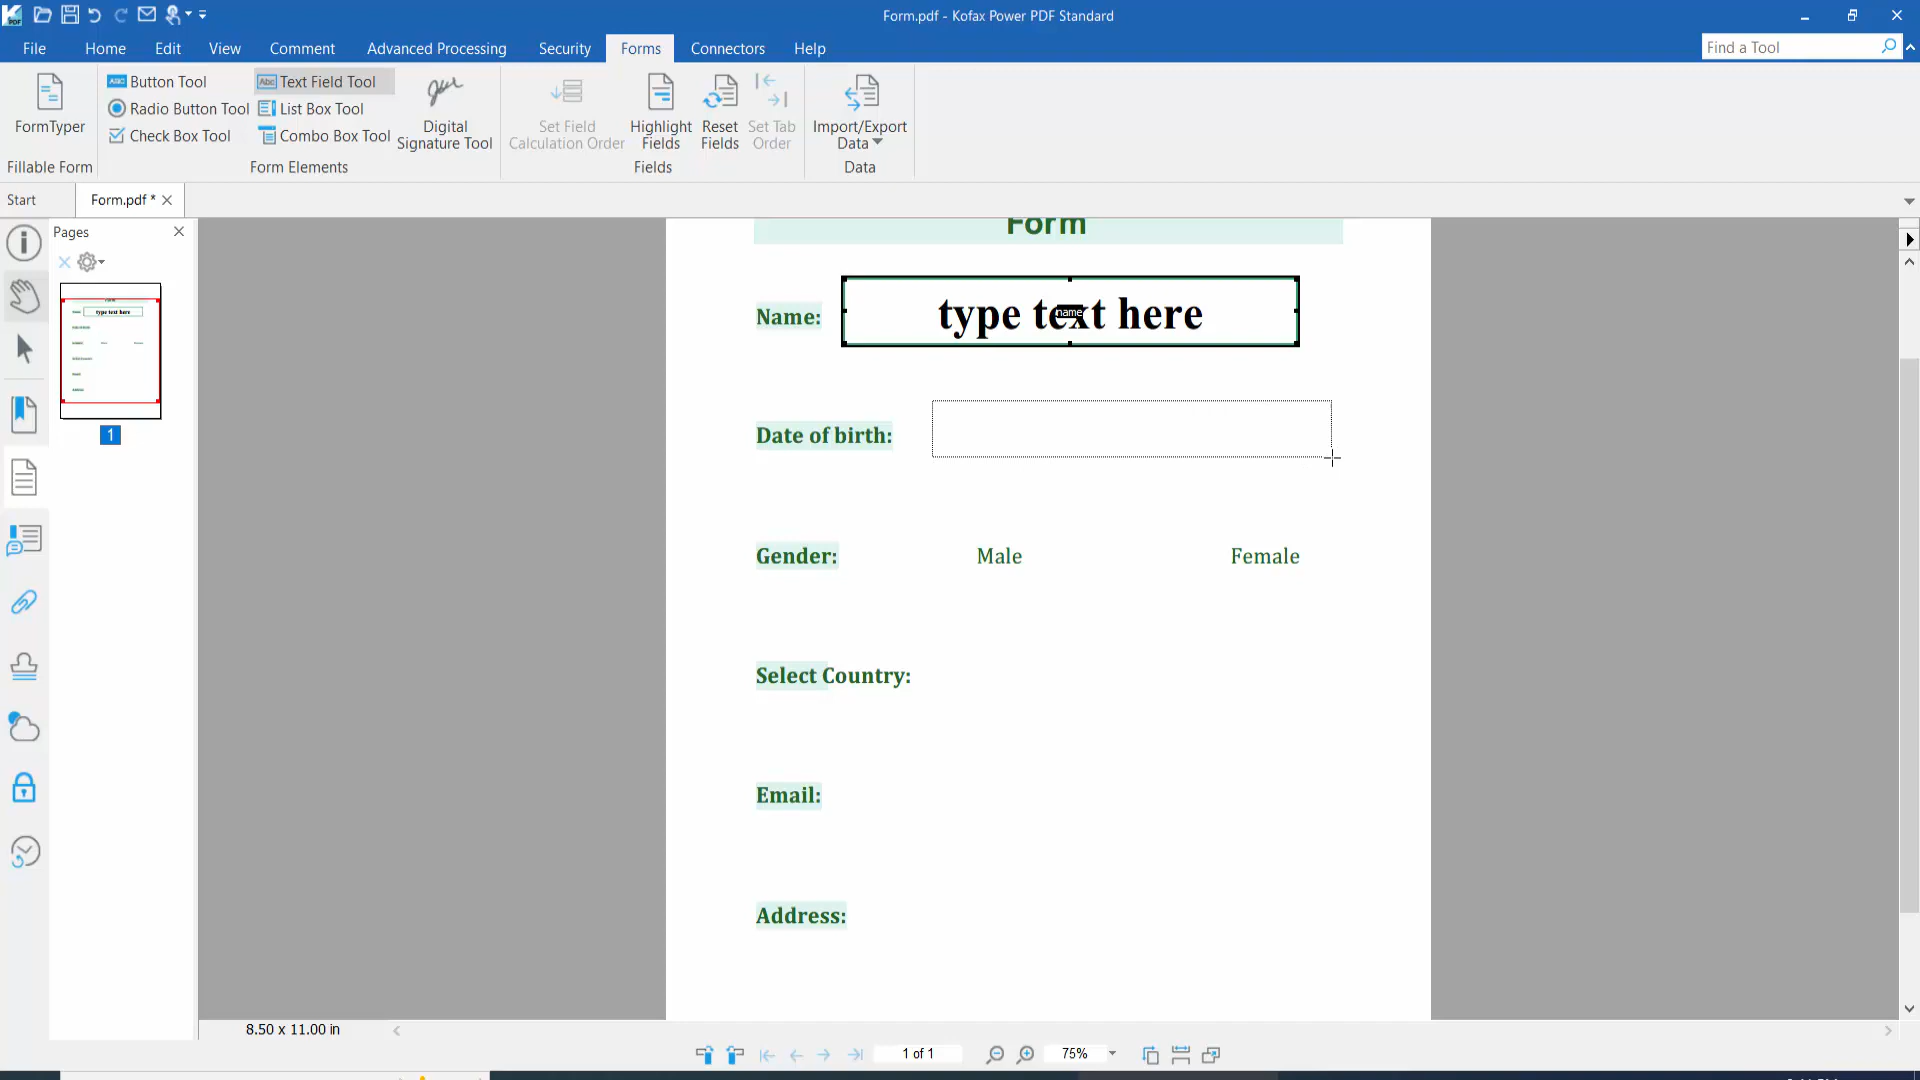 Form.pdf - Kofax Power PDF Standard
File Home Edit View Comment Advanced Processing Security Forms Connectors Help
Find a Tool
FormTyper
Fillable Form
Button Tool
Radio Button Tool
Check Box Tool
Text Field Tool
List Box Tool
Combo Box Tool
Digital
Signature Tool
Form Elements
Set Field
Calculation Order
Highlight
Fields
Reset
Fields
Set Tab
Order
Fields
Import/Export
Data
Data
Start Form.pdf *
Pages
1
Form
Name: type text here
name
Date of birth:
Gender: Male Female
Select Country:
Email:
Address:
8.50 x 11.00 in
1 of 1 75%